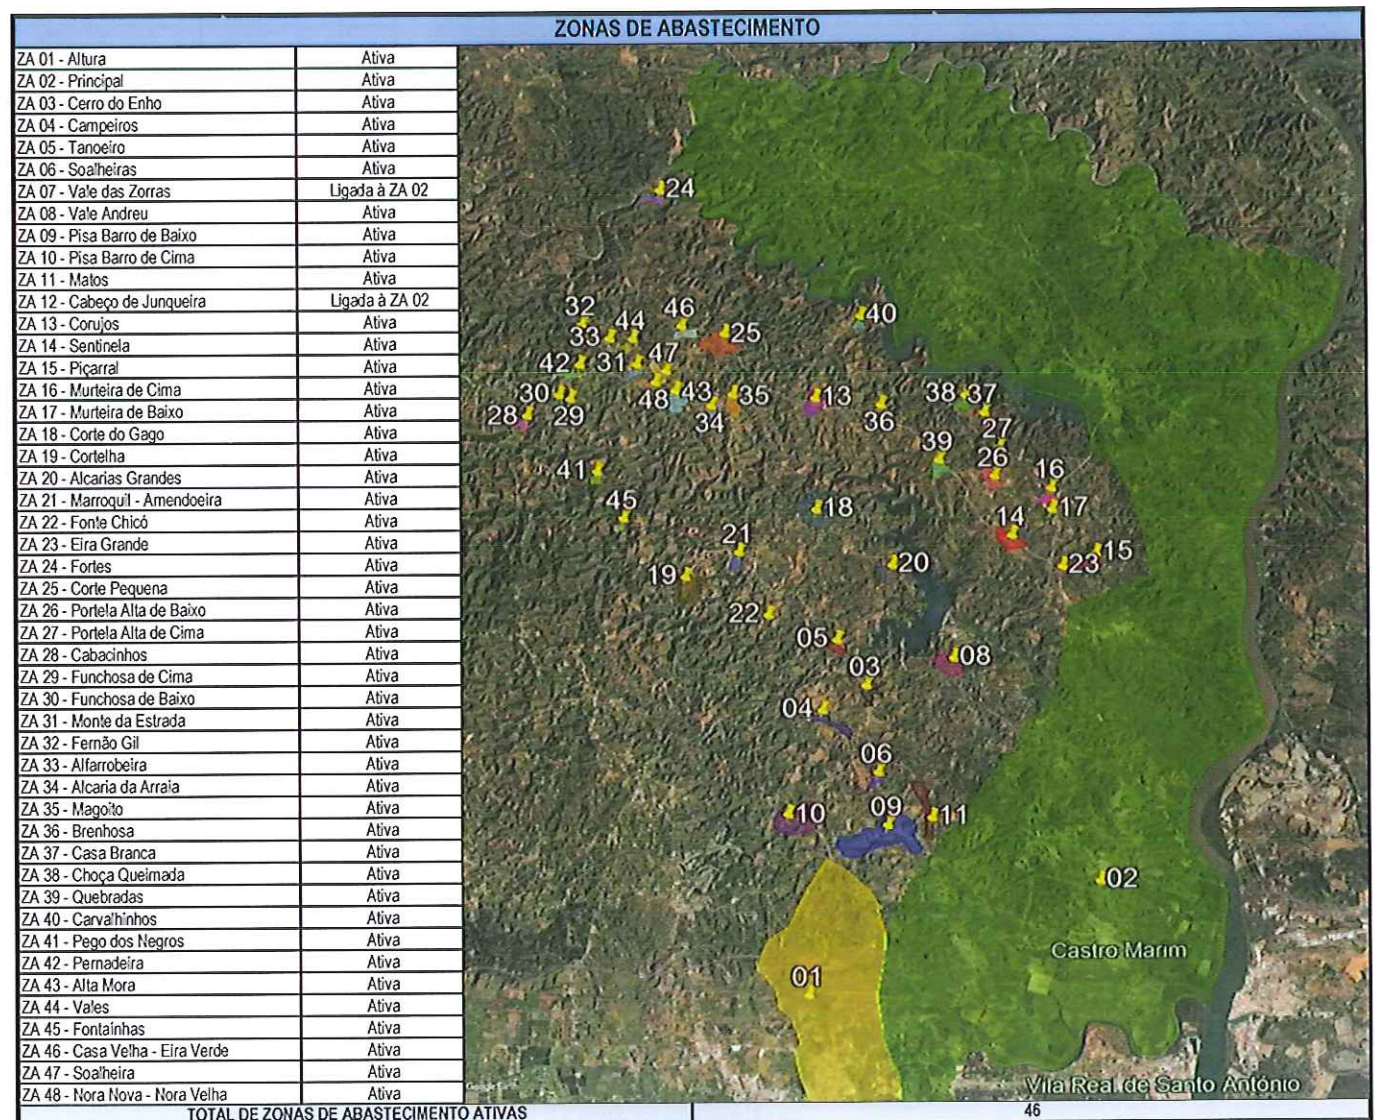 ZONAS DE ABASTECIMENTO
ZA 01 - Altura Ativa
ZA 02 - Principal Ativa
ZA 03 - Cerro do Enho Ativa
ZA 04 - Campeiros Ativa
ZA 05 - Tanoeiro Ativa
ZA 06 - Soalheiras Ativa
ZA 07 - Vale das Zorras Ligada à ZA 02
ZA 08 - Vale Andreu Ativa
ZA 09 - Pisa Barro de Baixo Ativa
ZA 10 - Pisa Barro de Cima Ativa
ZA 11 - Matos Ativa
ZA 12 - Cabeço de Junqueira Ligada à ZA 02
ZA 13 - Corujos Ativa
ZA 14 - Sentinela Ativa
ZA 15 - Piçarral Ativa
ZA 16 - Murteira de Cima Ativa
ZA 17 - Murteira de Baixo Ativa
ZA 18 - Corte do Gago Ativa
ZA 19 - Cortelha Ativa
ZA 20 - Alcarias Grandes Ativa
ZA 21 - Marroquil - Amendoeira Ativa
ZA 22 - Fonte Chicó Ativa
ZA 23 - Eira Grande Ativa
ZA 24 - Fortes Ativa
ZA 25 - Corte Pequena Ativa
ZA 26 - Portela Alta de Baixo Ativa
ZA 27 - Portela Alta de Cima Ativa
ZA 28 - Cabacinhos Ativa
ZA 29 - Funchosa de Cima Ativa
ZA 30 - Funchosa de Baixo Ativa
ZA 31 - Monte da Estrada Ativa
ZA 32 - Fernão Gil Ativa
ZA 33 - Alfarrobeira Ativa
ZA 34 - Alcaria da Arraia Ativa
ZA 35 - Magoito Ativa
ZA 36 - Brenhosa Ativa
ZA 37 - Casa Branca Ativa
ZA 38 - Choça Queimada Ativa
ZA 39 - Quebradas Ativa
ZA 40 - Carvalhinhos Ativa
ZA 41 - Pego dos Negros Ativa
ZA 42 - Pernadeira Ativa
ZA 43 - Alta Mora Ativa
ZA 44 - Vales Ativa
ZA 45 - Fontainhas Ativa
ZA 46 - Casa Velha - Eira Verde Ativa
ZA 47 - Soalheira Ativa
ZA 48 - Nora Nova - Nora Velha Ativa
24
32
46
40
33 44
25
42 31 47
30
29
48 43
34
35
13
36
38 37
28
27
39
26
41
16
45
18
17
14
21
15
19
20
23
22
05
08
03
04
06
10
09
11
02
Castro Marim
01
Google Earth
Vila Real de Santo António
TOTAL DE ZONAS DE ABASTECIMENTO ATIVAS 46